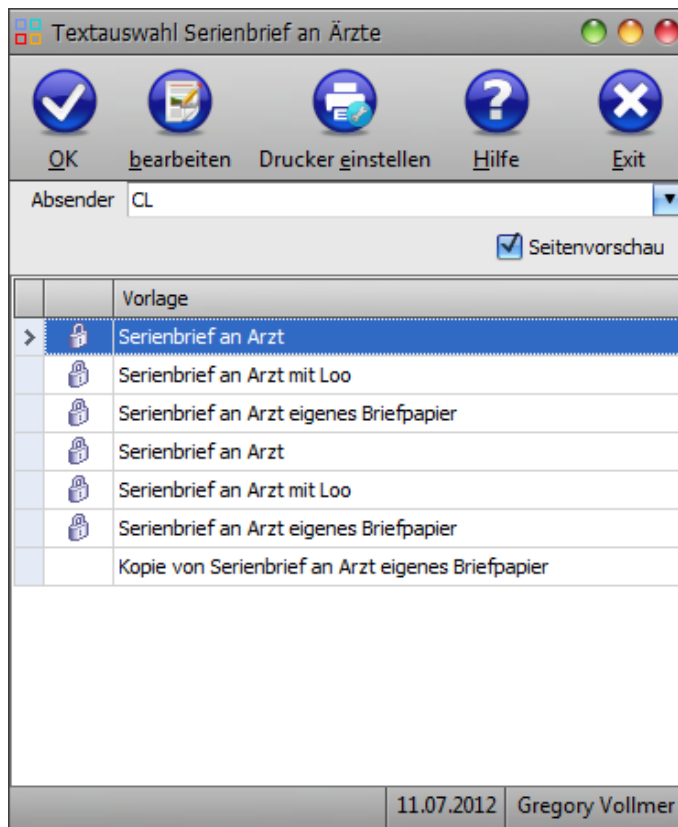 Textauswahl Serienbrief an Ärzte
OK bearbeiten Drucker einstellen Hilfe Exit
Absender CL
Seitenvorschau
Vorlage
Serienbrief an Arzt
Serienbrief an Arzt mit Loo
Serienbrief an Arzt eigenes Briefpapier
Serienbrief an Arzt
Serienbrief an Arzt mit Loo
Serienbrief an Arzt eigenes Briefpapier
Kopie von Serienbrief an Arzt eigenes Briefpapier
11.07.2012 Gregory Vollmer